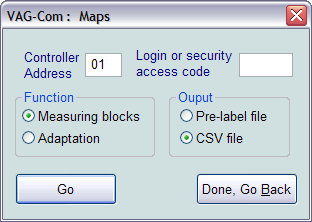 VAG-Com : Maps
Controller Address
01
Login or security access code
Function
Measuring blocks
Adaptation
Ouput
Pre-label file
CSV file
Go
Done, Go Back